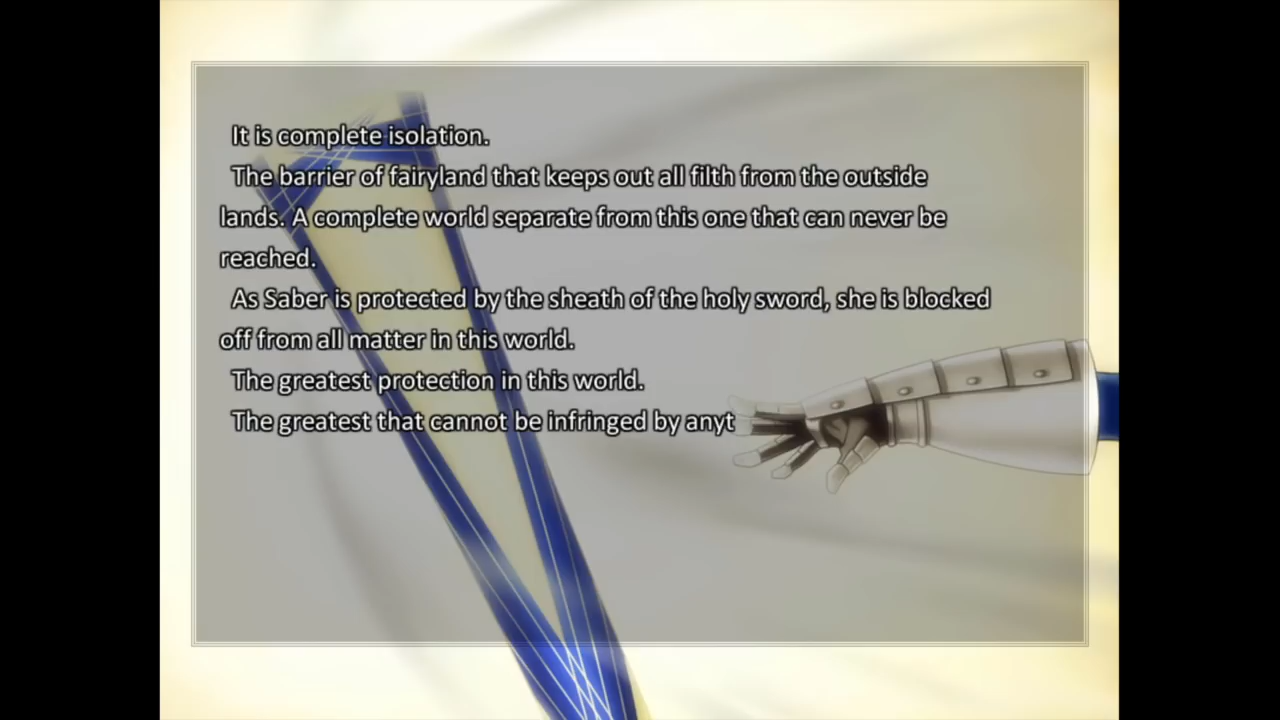 It is complete isolation.
The barrier of fairyland that keeps out all filth from the outside
lands. A complete world separate from this one that can never be
reached.
As Saber is protected by the sheath of the holy sword, she is blocked
off from all matter in this world.
The greatest protection in this world.
The greatest that cannot be infringed by anyt